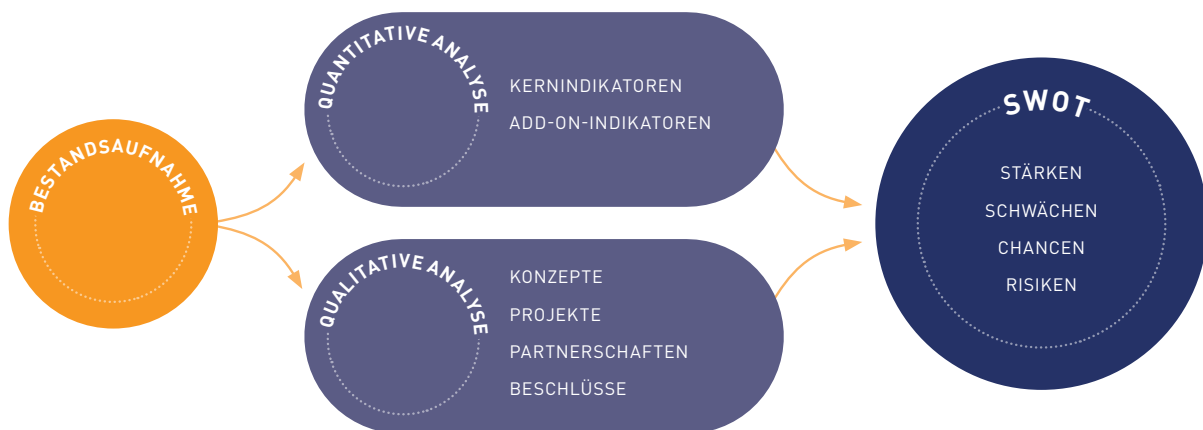 BESTANDSAUFNAHME
QUANTITATIVE ANALYSE
KERNINDIKATOREN
ADD-ON-INDIKATOREN
QUALITATIVE ANALYSE
KONZEPTE
PROJEKTE
PARTNERSCHAFTEN
BESCHLÜSSE
SWOT
STÄRKEN
SCHWÄCHEN
CHANCEN
RISIKEN